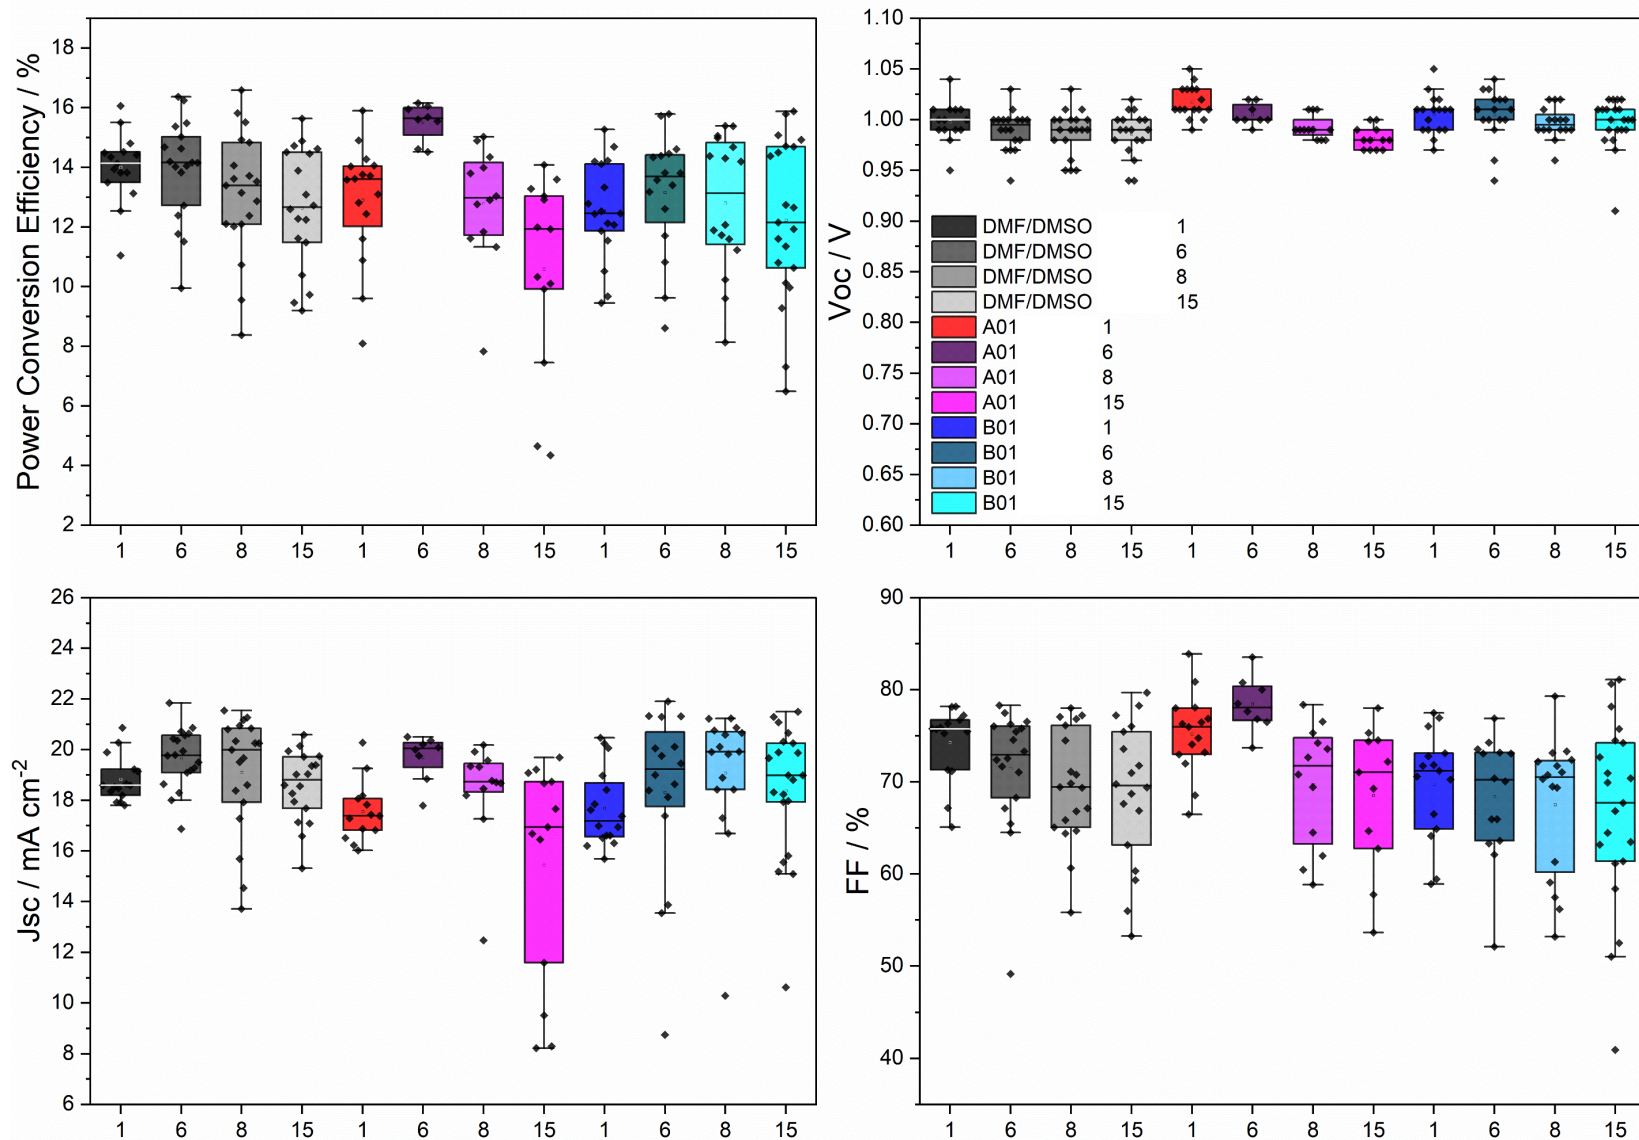 Power Conversion Efficiency / %
18
16
14
12
10
8
6
4
2
1 6 8 15 1 6 8 15 1 6 8 15
Voc / V
1.10
1.05
1.00
0.95
0.90
0.85
0.80
0.75
0.70
0.65
0.60
DMF/DMSO 1
DMF/DMSO 6
DMF/DMSO 8
DMF/DMSO 15
A01 1
A01 6
A01 8
A01 15
B01 1
B01 6
B01 8
B01 15
1 6 8 15 1 6 8 15 1 6 8 15
Jsc / mA cm⁻²
26
24
22
20
18
16
14
12
10
8
6
1 6 8 15 1 6 8 15 1 6 8 15
FF / %
90
80
70
60
50
40
1 6 8 15 1 6 8 15 1 6 8 15